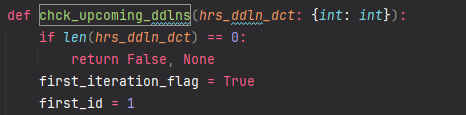 def chck_upcoming_ddlns(hrs_ddln_dct: {int: int}):
    if len(hrs_ddln_dct) == 0:
        return False, None
    first_iteration_flag = True
    first_id = 1